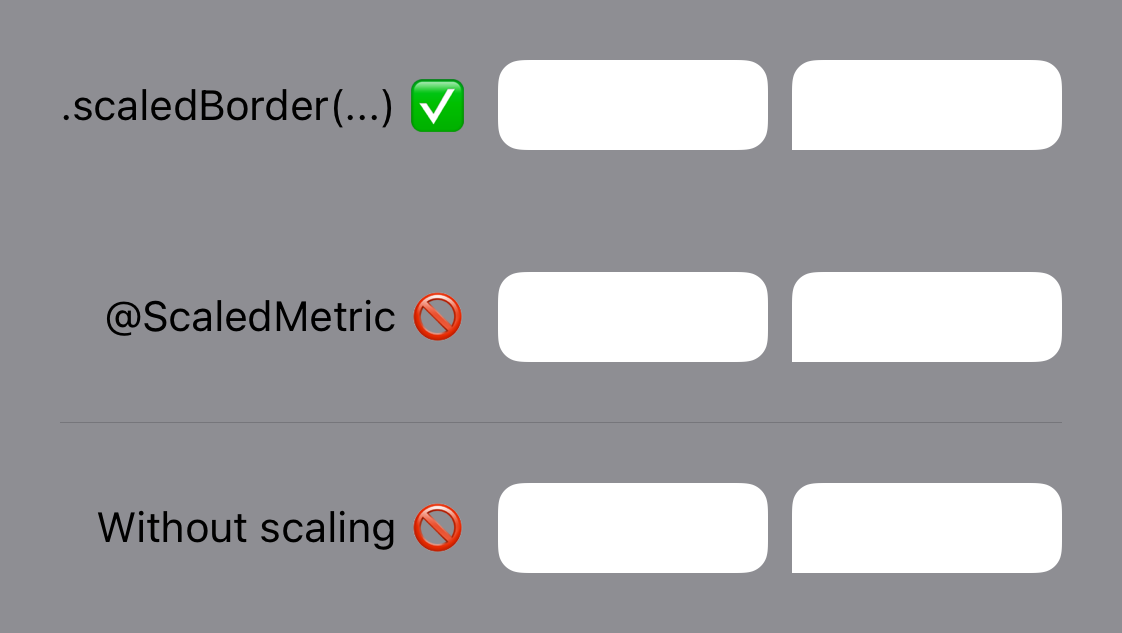 .scaledBorder(...) ✅
@ScaledMetric 🚫
Without scaling 🚫